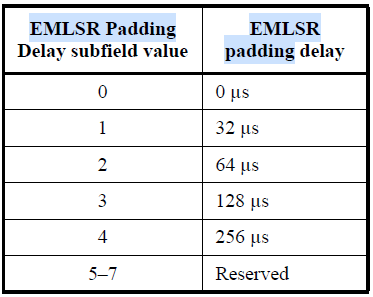 EMLSR Padding EMLSR
Delay subfield value padding delay
0 0 µs
1 32 µs
2 64 µs
3 128 µs
4 256 µs
5–7 Reserved